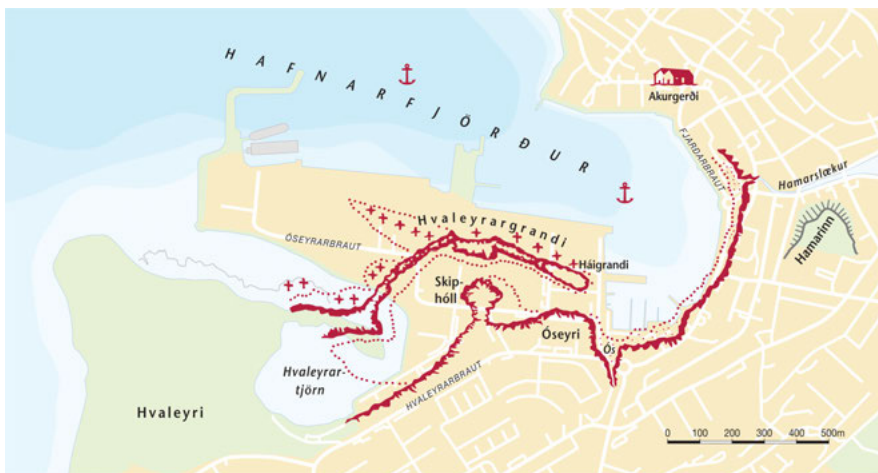 HAFNARFJÖRÐUR
Akurgerði
FJARÐARBRAUT
Hamarslækur
Hvaleyrargrandi
ÓSEYRARBRAUT
Háigrandi
Hamarinn
Skip-
hóll
Óseyri
Ós
Hvaleyrar-
tjörn
HVALEYRARBRAUT
Hvaleyri
0 100 200 300 400 500m